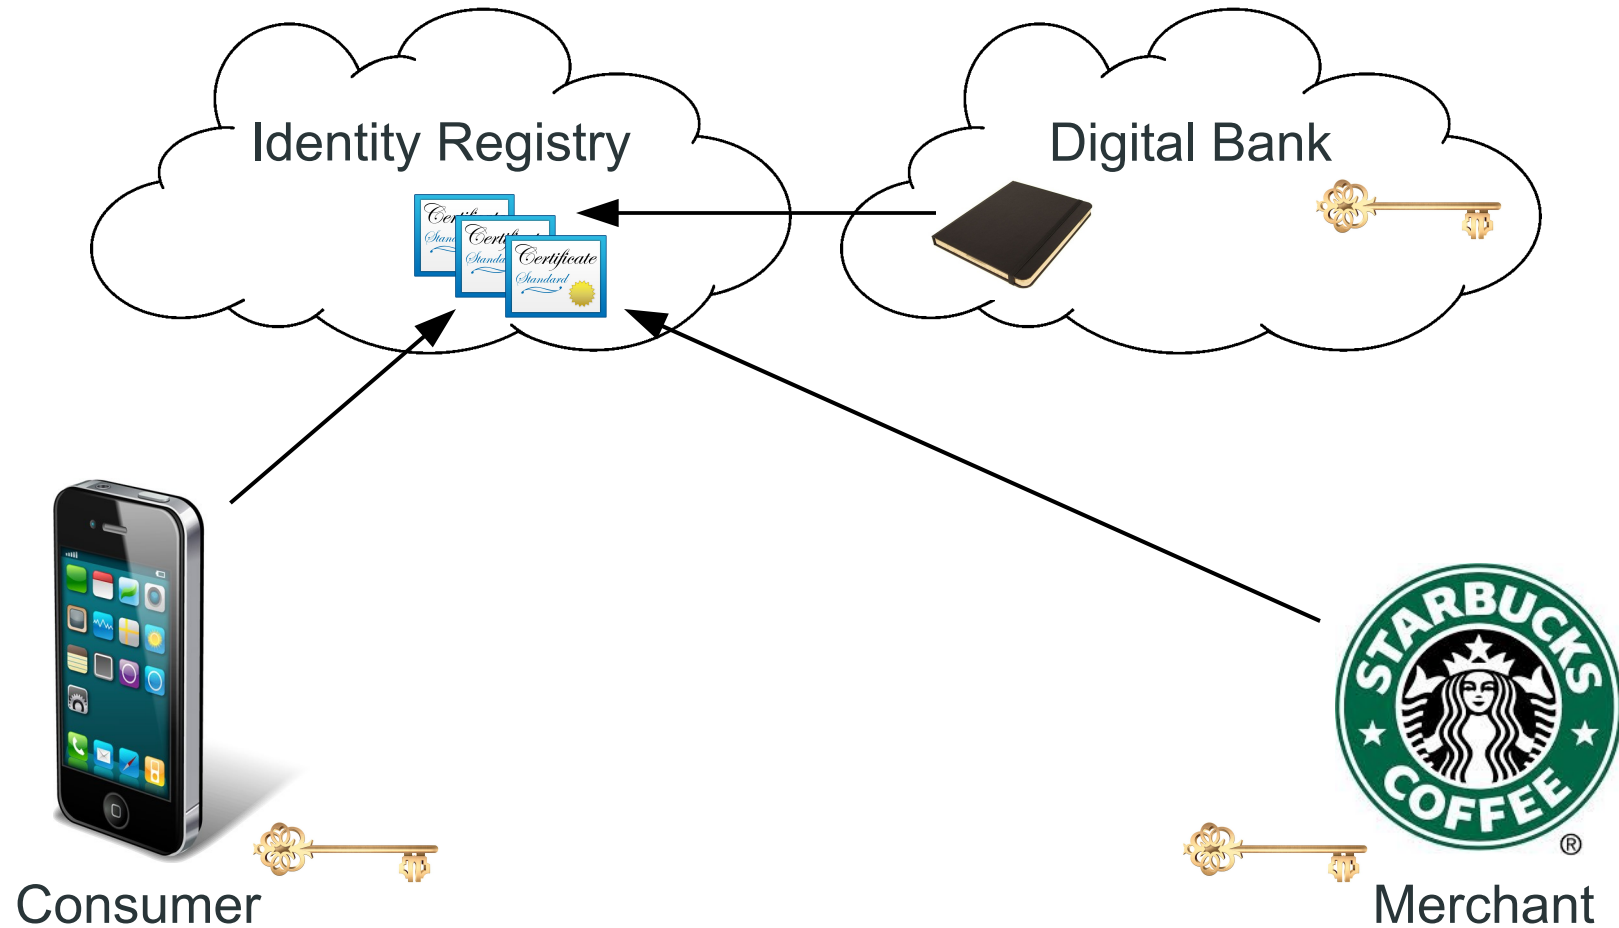 Identity Registry
Digital Bank
Certificate
Standard
STARBUCKS
COFFEE
®
Consumer
Merchant